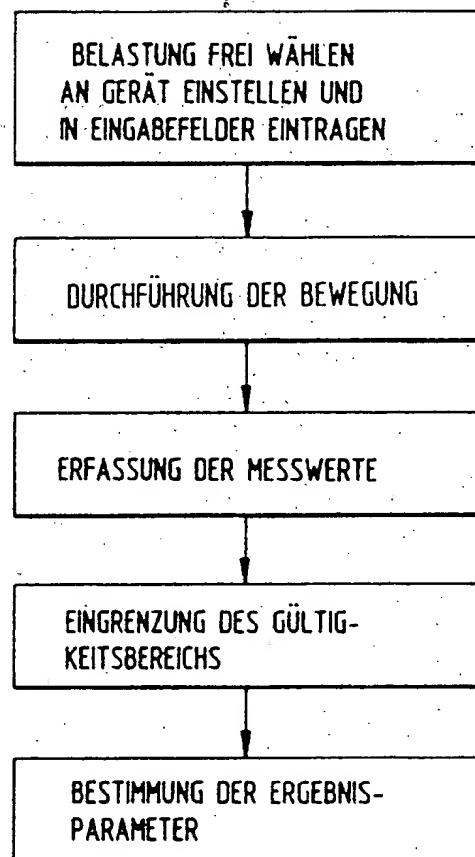 BELASTUNG FREI WÄHLEN
AN GERÄT EINSTELLEN UND
IN EINGABEFELDER EINTRAGEN
DURCHFÜHRUNG DER BEWEGUNG
ERFASSUNG DER MESSWERTE
EINGRENZUNG DES GÜLTIG-
KEITSBEREICHS
BESTIMMUNG DER ERGEBNIS-
PARAMETER